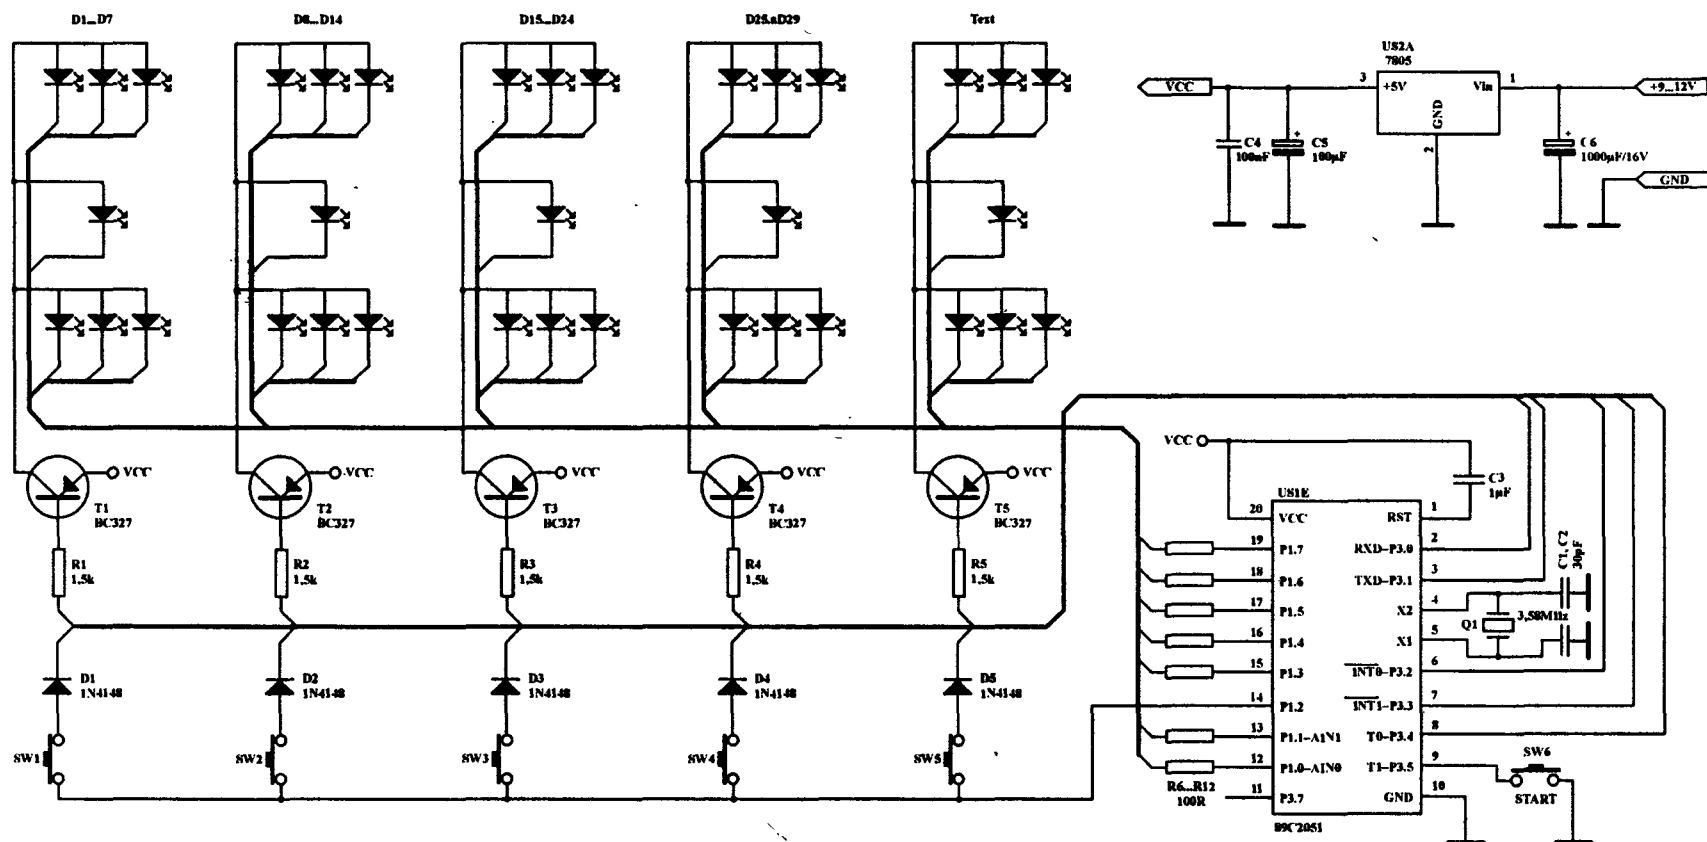 D1...D7
D8...D14
D15...D24
D25...D29
Text
US2A
7805
VCC
3
+5V
VIn
1
+9...12V
GND
2
C4
100nF
C5
100µF
+
C6
1000µF/16V
+
GND
VCC
T1
BC327
-VCC
T2
BC327
VCC
T3
BC327
VCC
T4
BC327
VCC
T5
BC327
R1
1,5k
R2
1,5k
R3
1,5k
R4
1,5k
R5
1,5k
D1
1N4148
D2
1N4148
D3
1N4148
D4
1N4148
D5
1N4148
SW1
SW2
SW3
SW4
SW5
VCC
C3
1µF
US1E
20
VCC
RST
1
19
P1.7
RXD-P3.0
2
18
P1.6
TXD-P3.1
3
17
P1.5
X2
4
16
P1.4
X1
5
15
P1.3
INT0-P3.2
6
14
P1.2
INT1-P3.3
7
13
P1.1-AIN1
T0-P3.4
8
12
P1.0-AIN0
T1-P3.5
9
11
P3.7
GND
10
R6...R12
100R
89C2051
C1, C2
30pF
Q1
3,58MHz
SW6
START